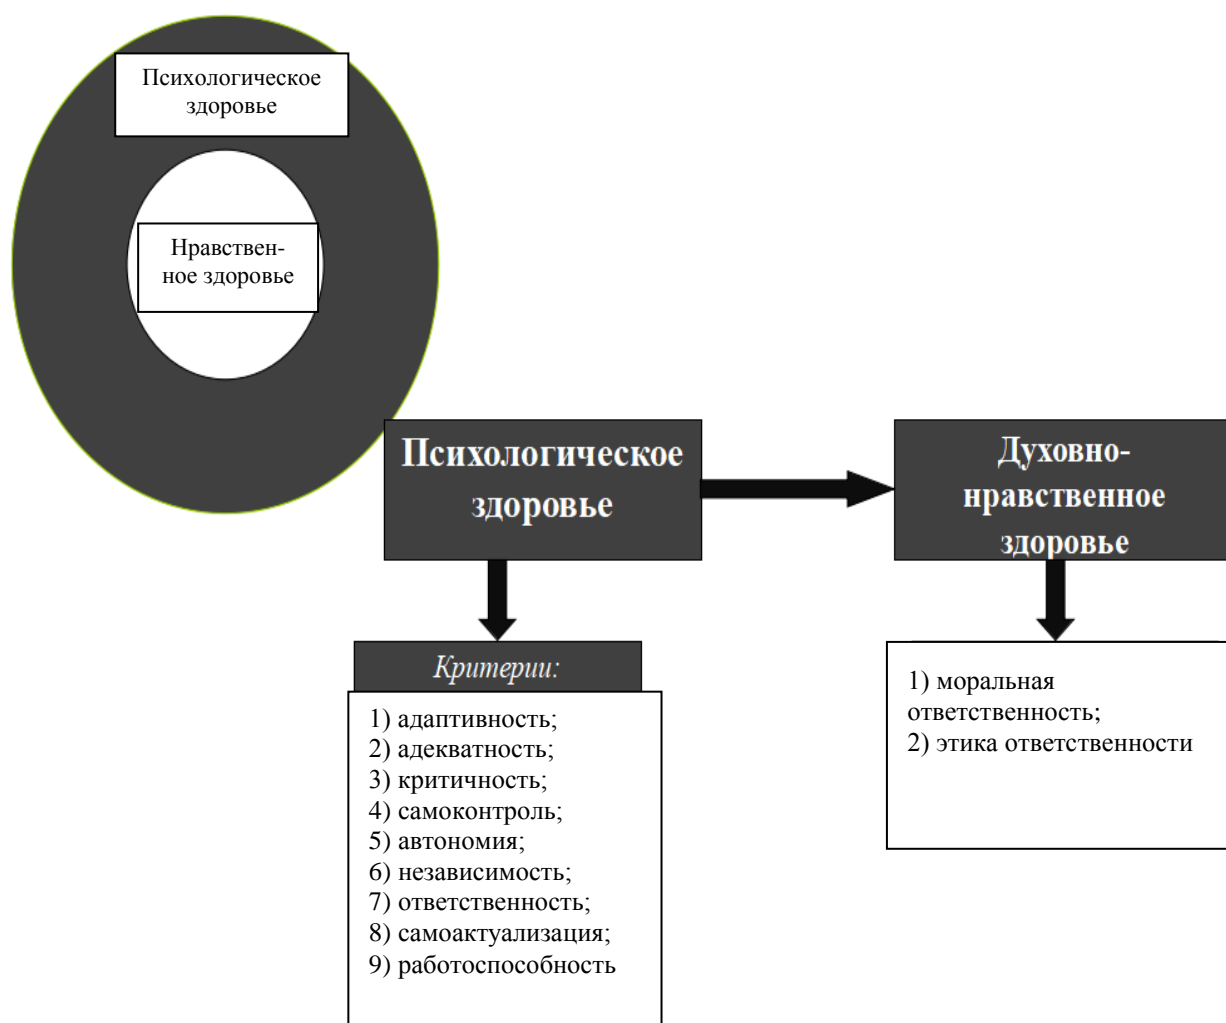 Психологическое
здоровье
Нравствен-
ное здоровье
Психологическое
здоровье
Духовно-
нравственное
здоровье
Критерии:
1) адаптивность;
2) адекватность;
3) критичность;
4) самоконтроль;
5) автономия;
6) независимость;
7) ответственность;
8) самоактуализация;
9) работоспособность
1) моральная
ответственность;
2) этика ответственности